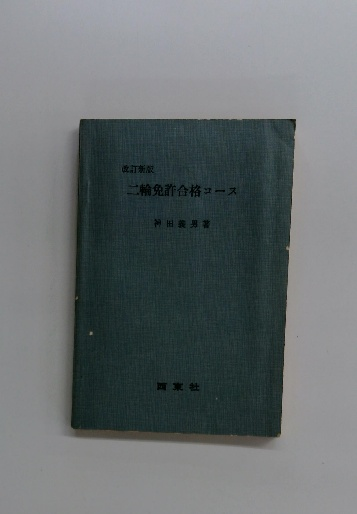 改訂新版
二輪免許合格コース
神田義男著
西東社